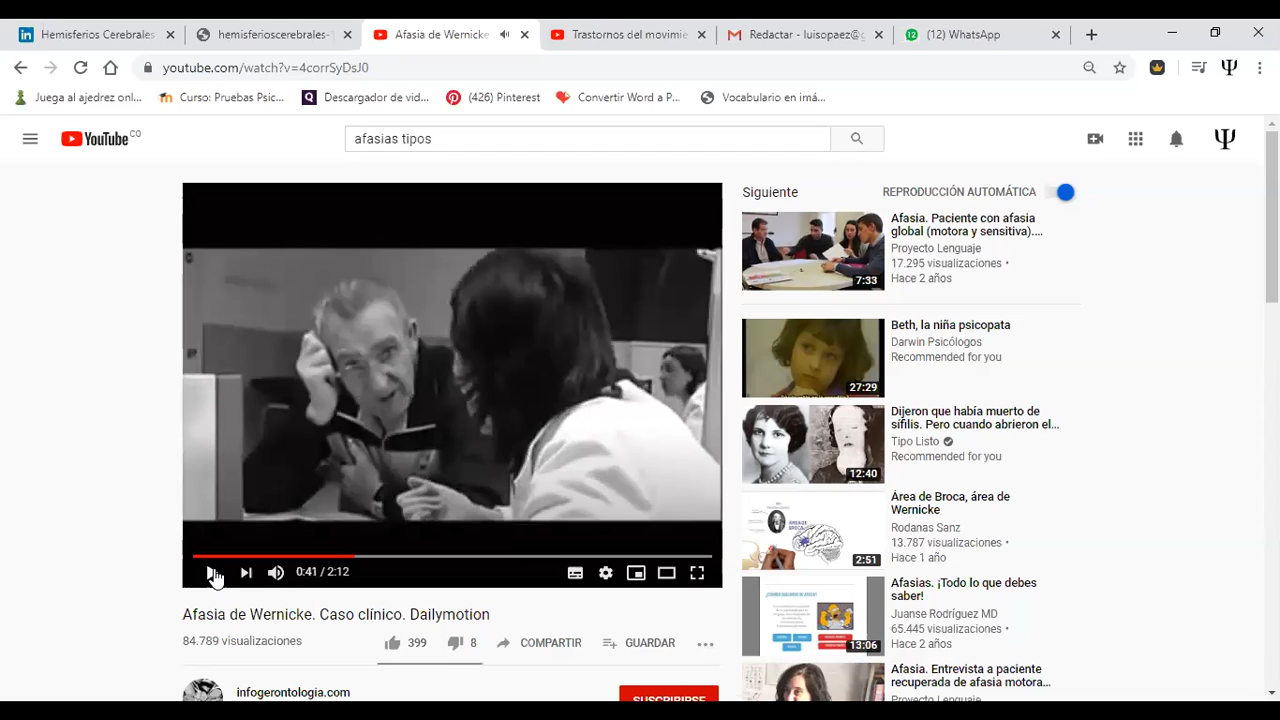 Hemisferios Cerebrales
hemisferioscerebrales-
Afasia de Wernicke
Trastornos del movimie
Redactar - luisopaez@g
(12) WhatsApp
youtube.com/watch?v=4corrSyDsJ0
Juega al ajedrez onl...
Curso: Pruebas Psic...
Descargador de vid...
(426) Pinterest
Convertir Word a P...
Vocabulario en imá...
YouTube CO
afasias tipos
Siguiente
REPRODUCCIÓN AUTOMÁTICA
Afasia. Paciente con afasia
global (motora y sensitiva)....
Proyecto Lenguaje
17.295 visualizaciones •
Hace 2 años
7:33
Beth, la niña psicopata
Darwin Psicólogos
Recommended for you
27:29
Dijeron que había muerto de
sífilis. Pero cuando abrieron el...
Tipo Listo
Recommended for you
12:40
Área de Broca, área de
Wernicke
Rodanas Sanz
13.787 visualizaciones •
Hace 1 año
2:51
Afasias. ¡Todo lo que debes
saber!
Juanse Rodríguez MD
65.445 visualizaciones •
Hace 2 años
13:06
Afasia. Entrevista a paciente
recuperada de afasia motora...
Proyecto Lenguaje
0:41 / 2:12
Afasia de Wernicke. Caso clínico. Dailymotion
84.789 visualizaciones
399
8
COMPARTIR
GUARDAR
infogerontologia.com
SUSCRIBIRSE